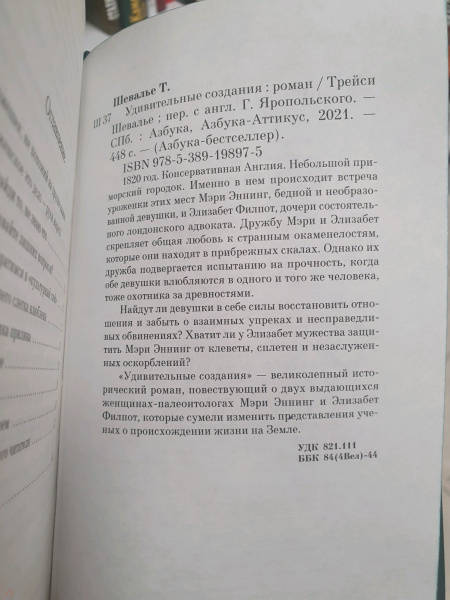 Шевалье Т.
Ш 37 Удивительные создания : роман / Трейси
Шевалье ; пер. с англ. Г. Яропольского. —
СПб. : Азбука, Азбука-Аттикус, 2021. —
448 с. — (Азбука-бестселлер).
ISBN 978-5-389-19897-5
1820 год. Консервативная Англия. Небольшой при-
морский городок. Именно в нем происходит встреча
уроженки этих мест Мэри Эннинг, бедной и необразо-
ванной девушки, и Элизабет Филпот, дочери состоятель-
ного лондонского адвоката. Дружбу Мэри и Элизабет
скрепляет общая любовь к странным окаменелостям,
которые они находят в прибрежных скалах. Однако их
дружба подвергается испытанию на прочность, когда
обе девушки влюбляются в одного и того же человека,
тоже охотника за древностями.
Найдут ли девушки в себе силы восстановить отно-
шения и забыть о взаимных упреках и несправед-
ливых обвинениях? Хватит ли у Элизабет мужества защи-
тить Мэри Эннинг от клеветы, сплетен и незаслужен-
ных оскорблений?
«Удивительные создания» — великолепный исто-
рический роман, повествующий о двух выдающихся
женщинах-палеонтологах Мэри Эннинг и Элизабет
Филпот, которые сумели изменить представления уче-
ных о происхождении жизни на Земле.
УДК 821.111
ББК 84(4Вел)-44